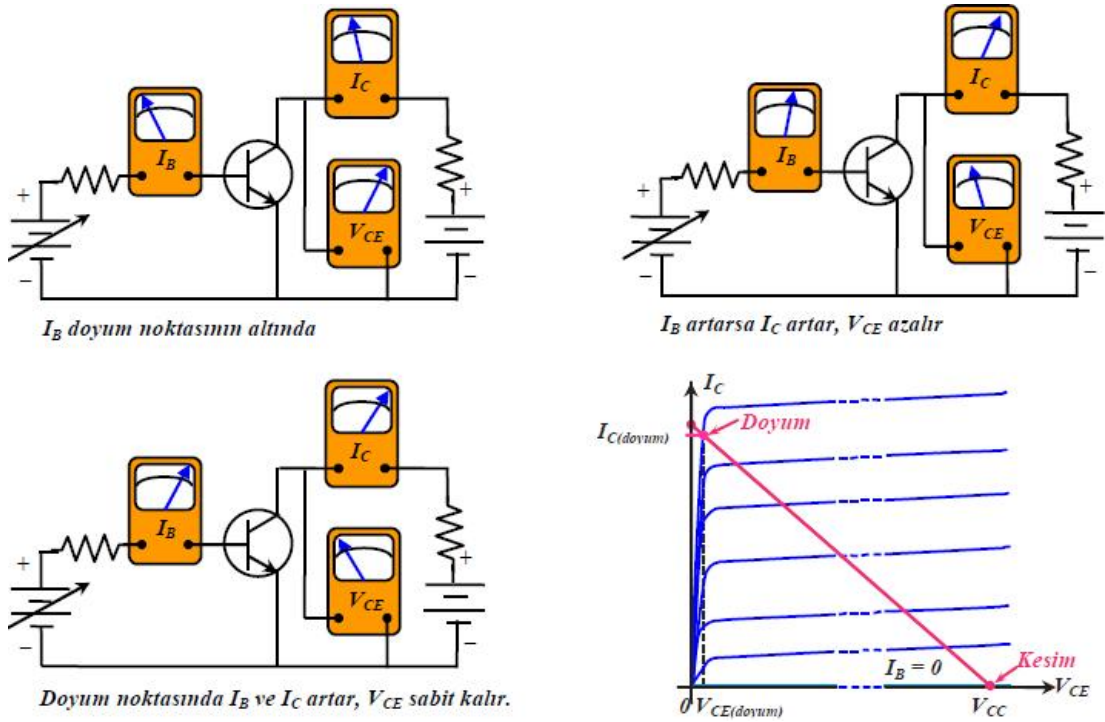 I_C
I_B
V_CE
+
+
−
−
I_B doyum noktasının altında
I_C
I_B
V_CE
+
+
−
−
I_B artarsa I_C artar, V_CE azalır
I_C
I_B
V_CE
+
+
−
−
Doyum noktasında I_B ve I_C artar, V_CE sabit kalır.
I_C
Doyum
I_C(doyum)
I_B = 0
Kesim
0 V_CE(doyum)
V_CC
V_CE